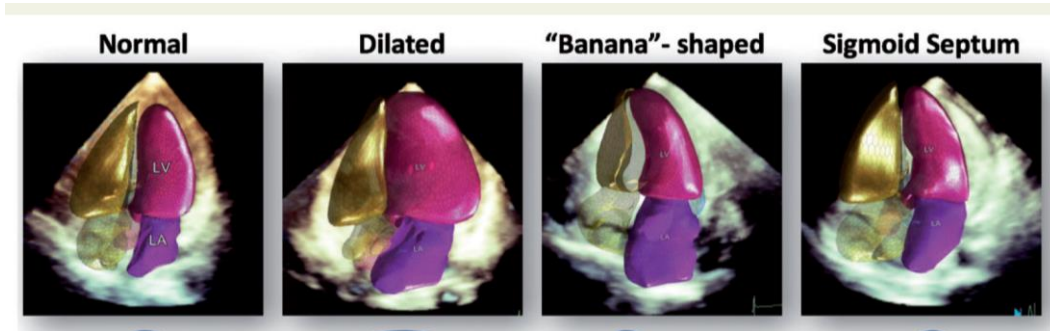 Normal
Dilated
“Banana”- shaped
Sigmoid Septum
LV
LV
LV
LV
LA
LA
LA
LA